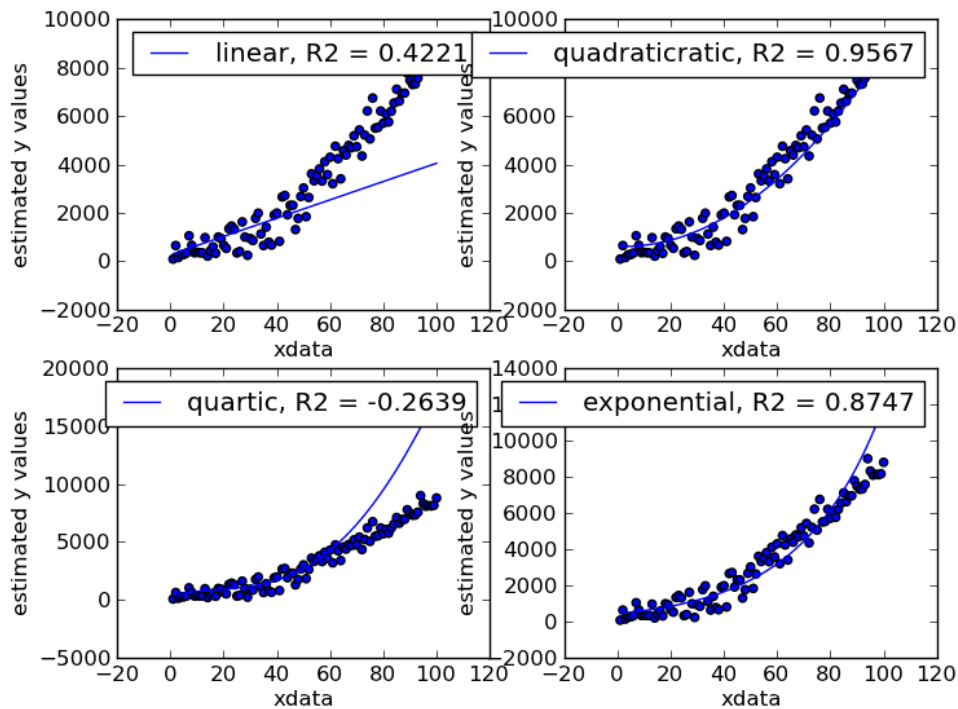 10000
linear, R2 = 0.4221
8000
6000
4000
2000
0
−2000
estimated y values
−20 0 20 40 60 80 100 120
xdata
10000
quadraticratic, R2 = 0.9567
8000
6000
4000
2000
0
−2000
estimated y values
−20 0 20 40 60 80 100 120
xdata
20000
quartic, R2 = -0.2639
15000
10000
5000
0
−5000
estimated y values
−20 0 20 40 60 80 100 120
xdata
14000
exponential, R2 = 0.8747
10000
8000
6000
4000
2000
0
−2000
estimated y values
−20 0 20 40 60 80 100 120
xdata